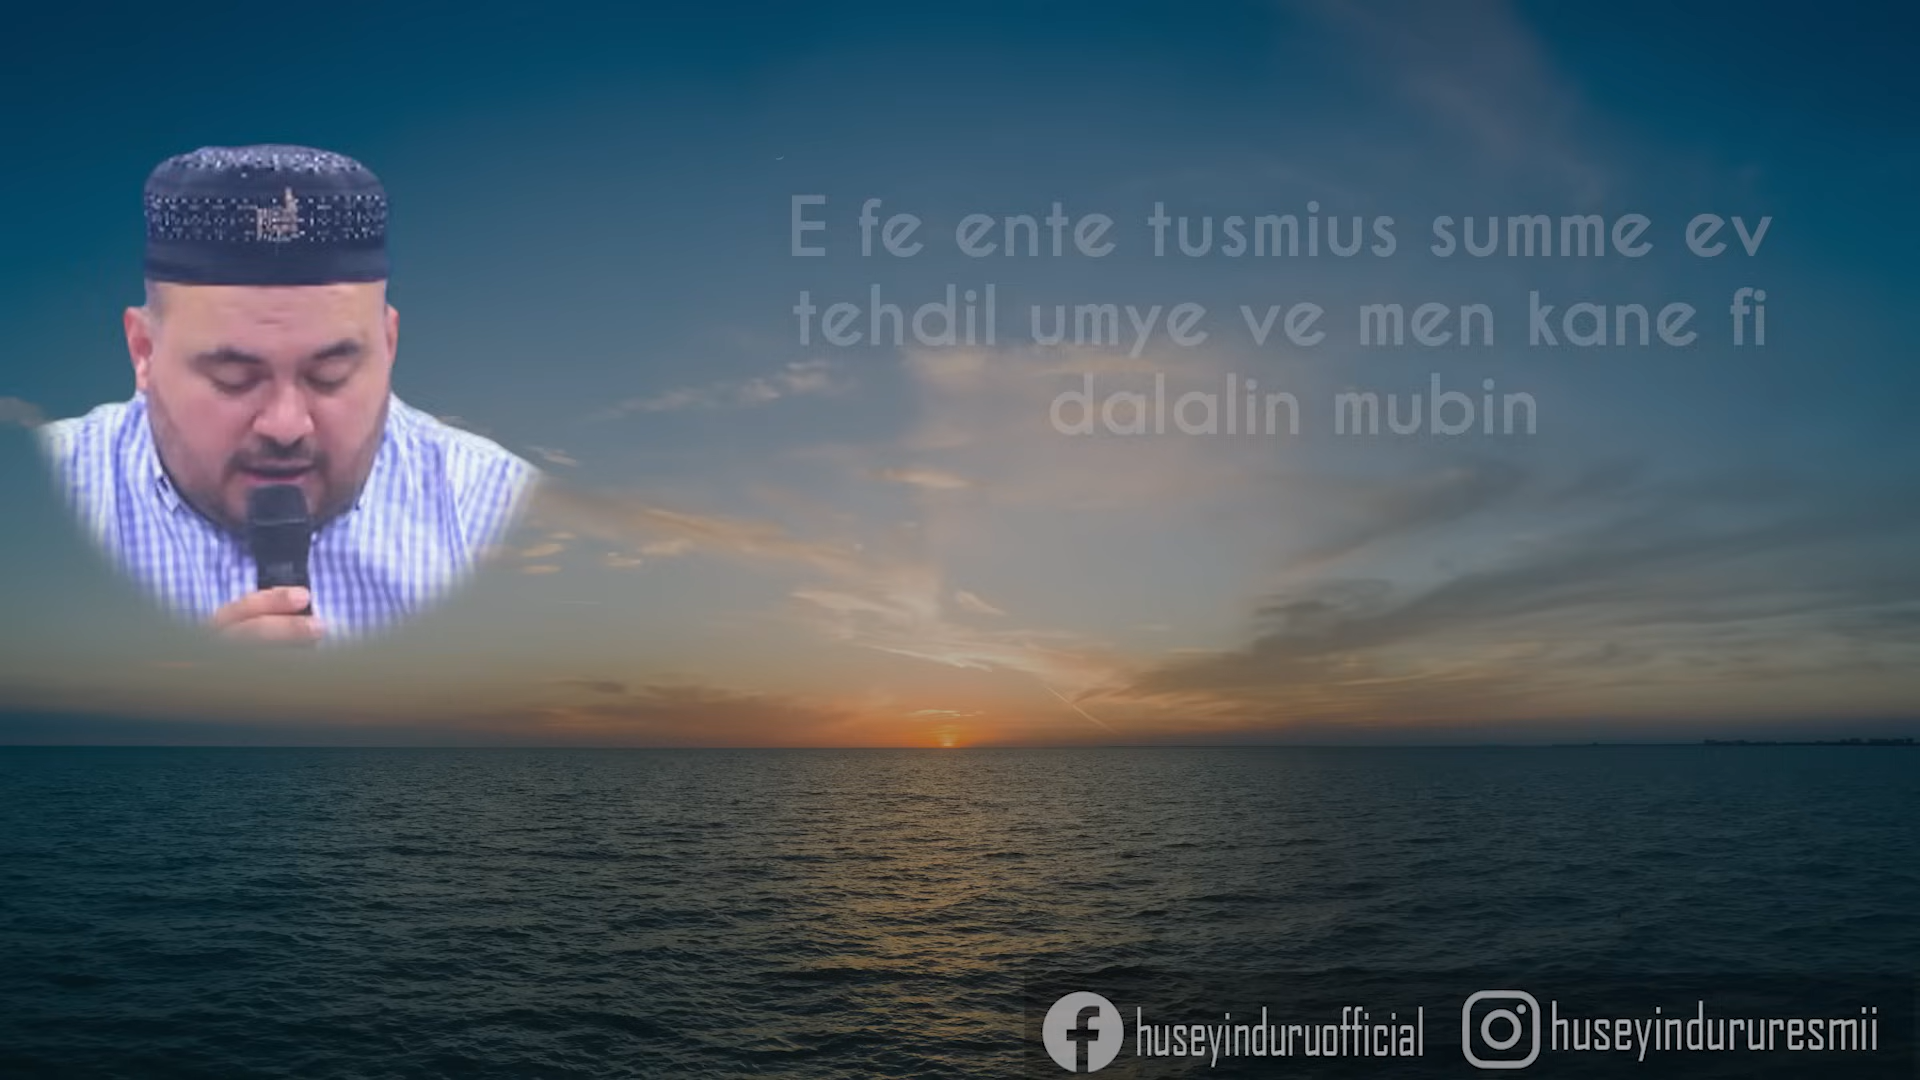 E fe ente tusmius summe ev
tehdil umye ve men kane fi
dalalin mubin
huseyinduruofficial
huseyindururesmii